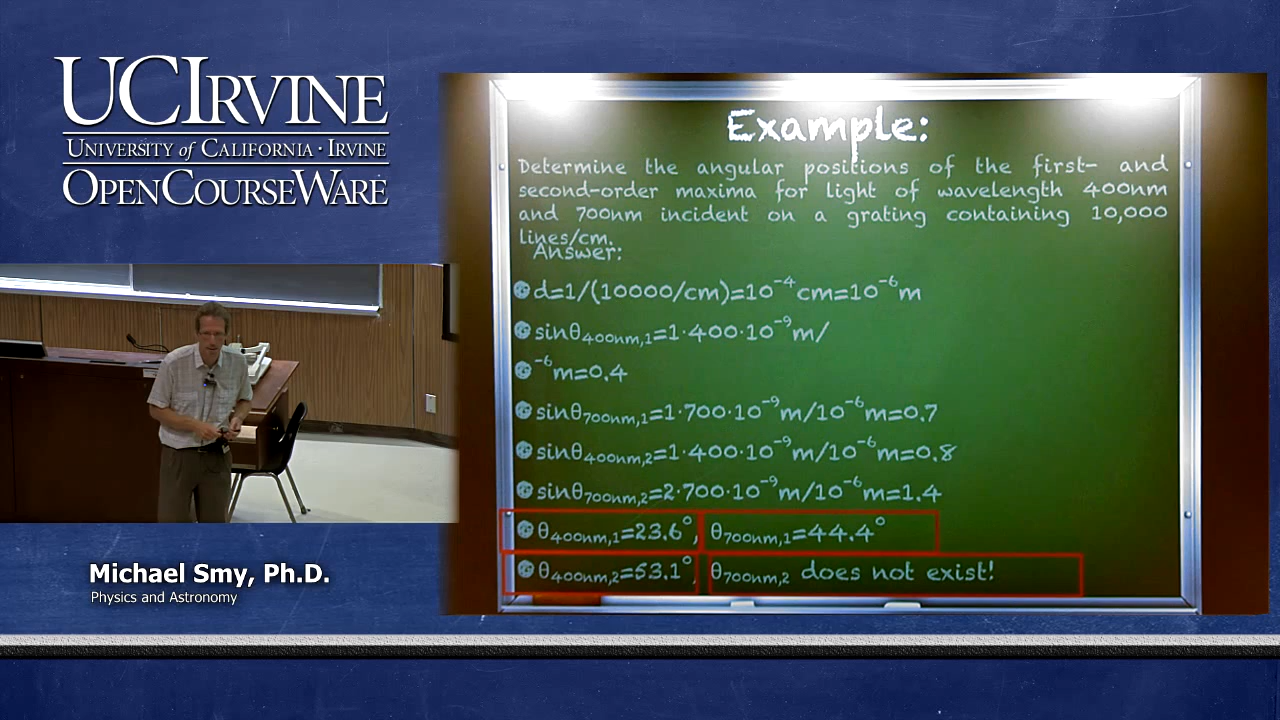 UCIRVINE
UNIVERSITY of CALIFORNIA · IRVINE
OPENCOURSEWARE
Michael Smy, Ph.D.
Physics and Astronomy
Example:
Determine the angular positions of the first- and
second-order maxima for light of wavelength 400nm
and 700nm incident on a grating containing 10,000
lines/cm.
Answer:
d=1/(10000/cm)=10⁻⁴cm=10⁻⁶m
sinθ₄₀₀ₙₘ,₁=1·400·10⁻⁹m/
⁻⁶m=0.4
sinθ₇₀₀ₙₘ,₁=1·700·10⁻⁹m/10⁻⁶m=0.7
sinθ₄₀₀ₙₘ,₂=1·400·10⁻⁹m/10⁻⁶m=0.8
sinθ₇₀₀ₙₘ,₂=2·700·10⁻⁹m/10⁻⁶m=1.4
θ₄₀₀ₙₘ,₁=23.6°, θ₇₀₀ₙₘ,₁=44.4°
θ₄₀₀ₙₘ,₂=53.1°, θ₇₀₀ₙₘ,₂ does not exist!